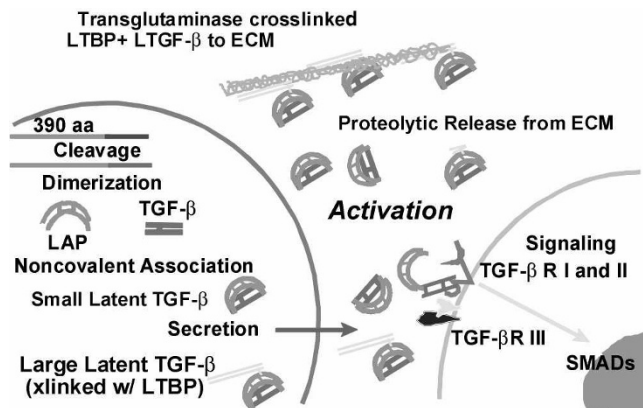 Transglutaminase crosslinked
LTBP+ LTGF-β to ECM
390 aa
Cleavage
Dimerization
TGF-β
LAP
Noncovalent Association
Small Latent TGF-β
Secretion
Large Latent TGF-β
(xlinked w/ LTBP)
Proteolytic Release from ECM
Activation
Signaling
TGF-β R I and II
TGF-βR III
SMADs